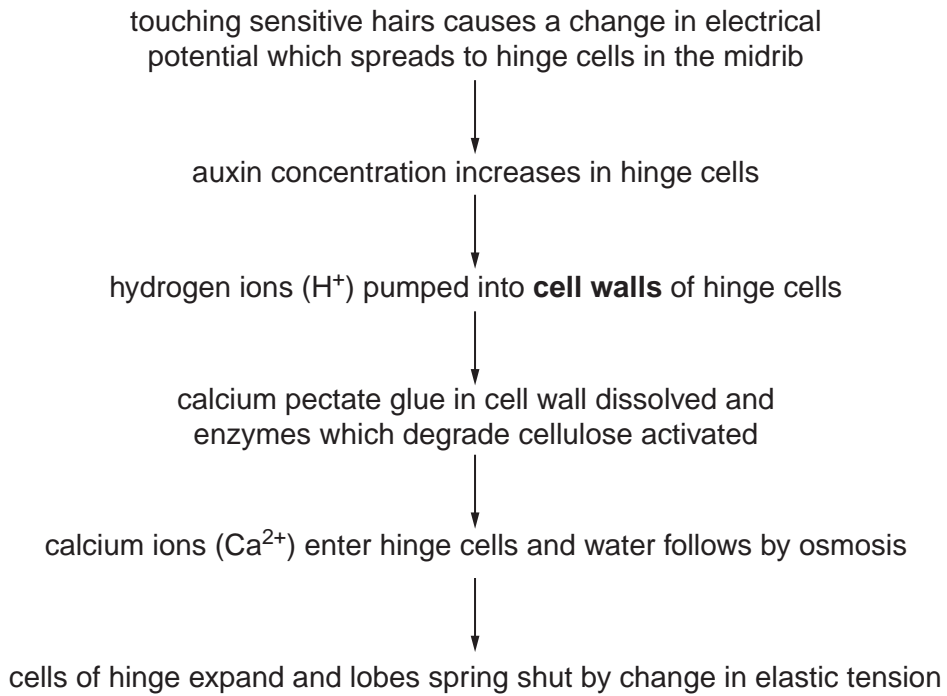 touching sensitive hairs causes a change in electrical
potential which spreads to hinge cells in the midrib
auxin concentration increases in hinge cells
hydrogen ions (H⁺) pumped into cell walls of hinge cells
calcium pectate glue in cell wall dissolved and
enzymes which degrade cellulose activated
calcium ions (Ca²⁺) enter hinge cells and water follows by osmosis
cells of hinge expand and lobes spring shut by change in elastic tension